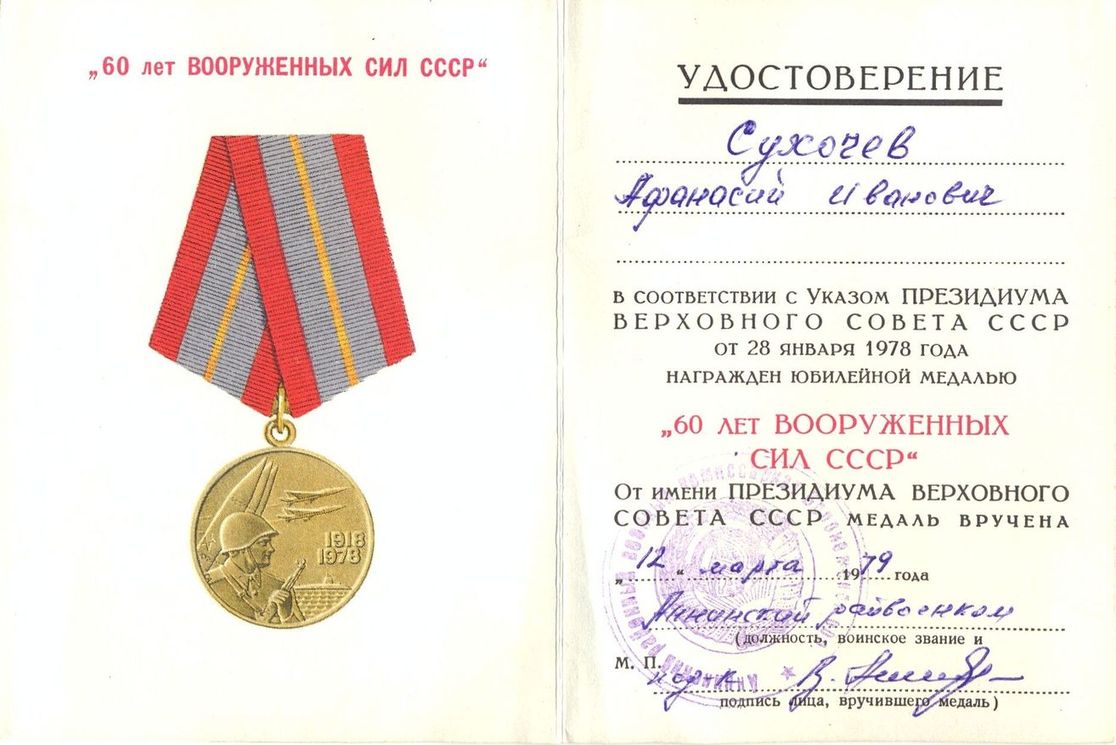 „60 лет ВООРУЖЕННЫХ СИЛ СССР“
1918
1978
УДОСТОВЕРЕНИЕ
Сухочев
Афанасий Иванович
В СООТВЕТСТВИИ С УКАЗОМ ПРЕЗИДИУМА
ВЕРХОВНОГО СОВЕТА СССР
ОТ 28 ЯНВАРЯ 1978 ГОДА
НАГРАЖДЕН ЮБИЛЕЙНОЙ МЕДАЛЬЮ
„60 ЛЕТ ВООРУЖЕННЫХ
СИЛ СССР“
ОТ ИМЕНИ ПРЕЗИДИУМА ВЕРХОВНОГО
СОВЕТА СССР МЕДАЛЬ ВРУЧЕНА
„12“ марта 1979 года
Аннинский райвоенком
(должность, воинское звание и
М. П.
подпись лица, вручившего медаль)